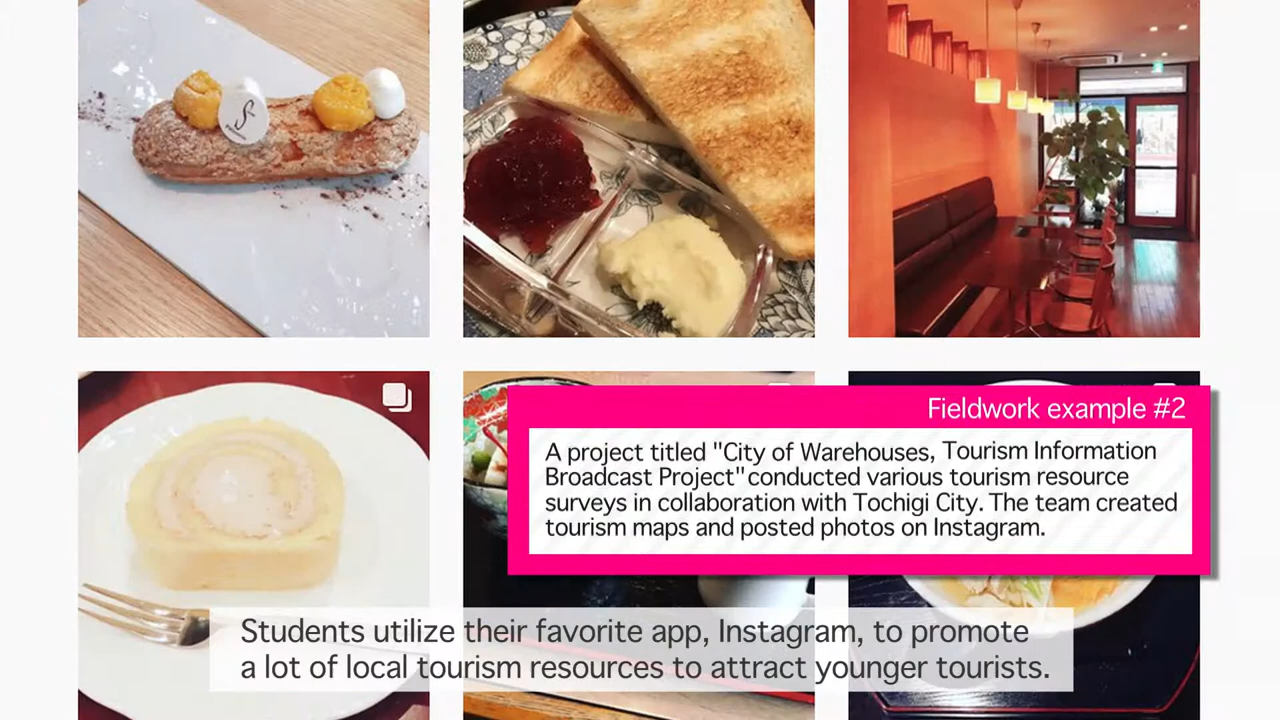 S
Fieldwork example #2
A project titled "City of Warehouses, Tourism Information
Broadcast Project" conducted various tourism resource
surveys in collaboration with Tochigi City. The team created
tourism maps and posted photos on Instagram.
Students utilize their favorite app, Instagram, to promote
a lot of local tourism resources to attract younger tourists.